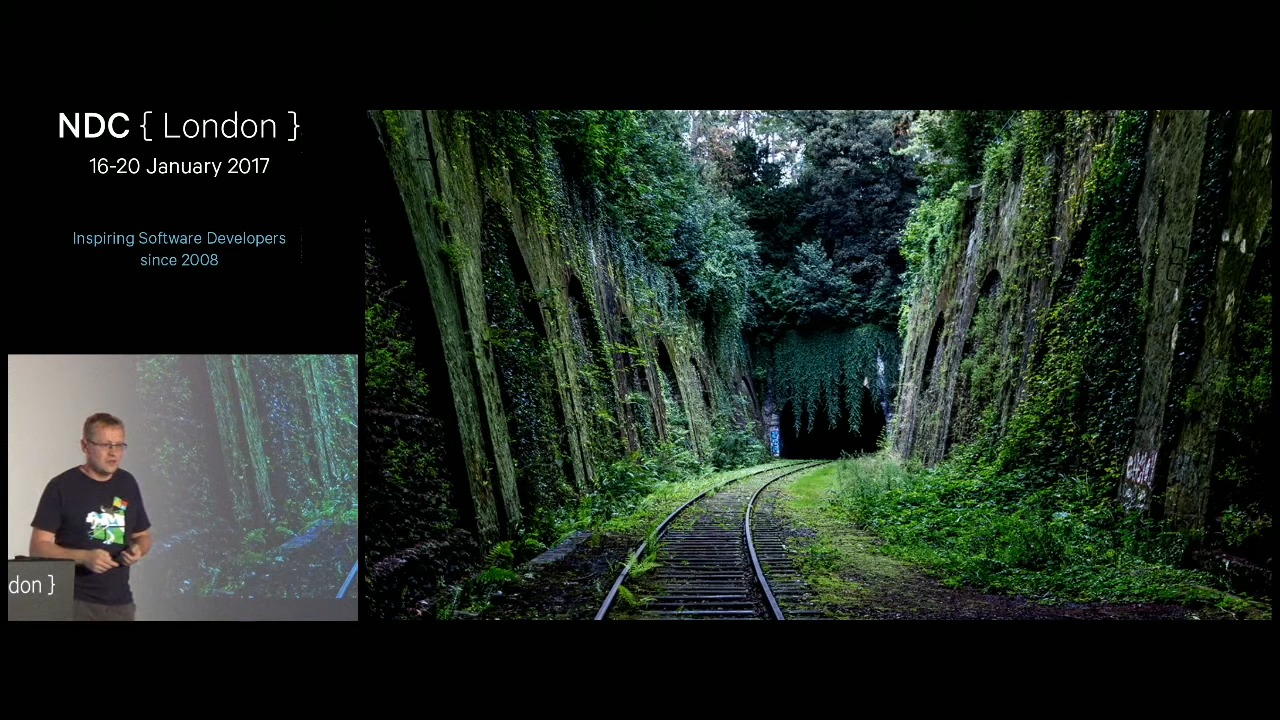 NDC { London }
16-20 January 2017
Inspiring Software Developers
since 2008
don }